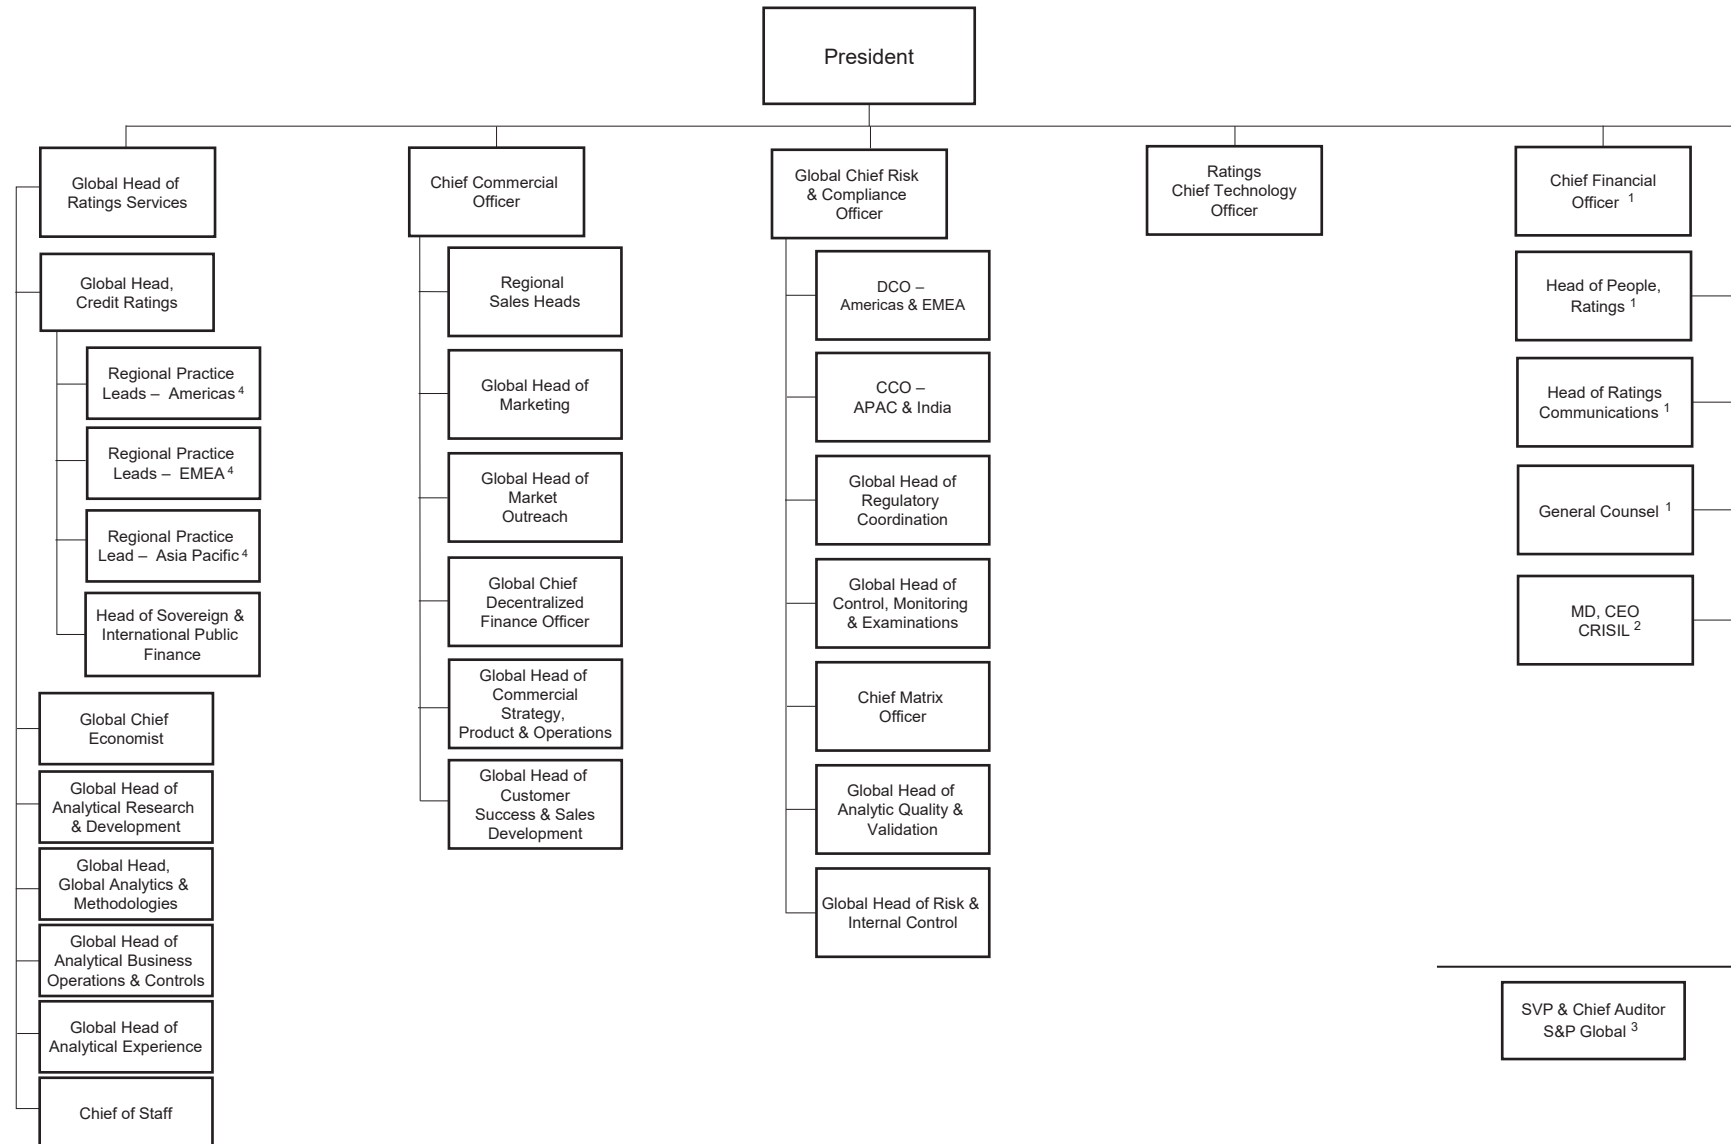 President
Global Head of
Ratings Services
Global Head,
Credit Ratings
Regional Practice
Leads – Americas 4
Regional Practice
Leads – EMEA 4
Regional Practice
Lead – Asia Pacific 4
Head of Sovereign &
International Public
Finance
Global Chief
Economist
Global Head of
Analytical Research
& Development
Global Head,
Global Analytics &
Methodologies
Global Head of
Analytical Business
Operations & Controls
Global Head of
Analytical Experience
Chief of Staff
Chief Commercial
Officer
Regional
Sales Heads
Global Head of
Marketing
Global Head of
Market
Outreach
Global Chief
Decentralized
Finance Officer
Global Head of
Commercial
Strategy,
Product & Operations
Global Head of
Customer
Success & Sales
Development
Global Chief Risk
& Compliance
Officer
DCO –
Americas & EMEA
CCO –
APAC & India
Global Head of
Regulatory
Coordination
Global Head of
Control, Monitoring
& Examinations
Chief Matrix
Officer
Global Head of
Analytic Quality &
Validation
Global Head of Risk &
Internal Control
Ratings
Chief Technology
Officer
Chief Financial
Officer 1
Head of People,
Ratings 1
Head of Ratings
Communications 1
General Counsel 1
MD, CEO
CRISIL 2
SVP & Chief Auditor
S&P Global 3